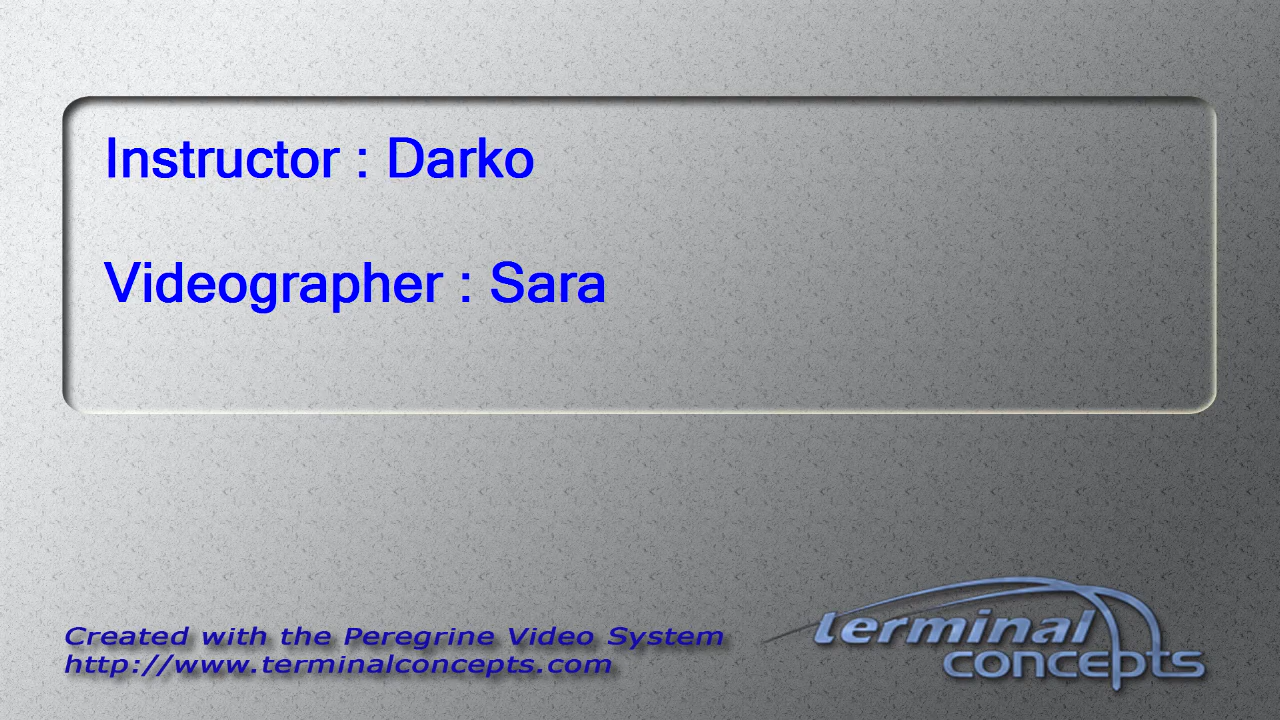 Instructor : Darko
Videographer : Sara
Created with the Peregrine Video System
http://www.terminalconcepts.com
terminal
concepts